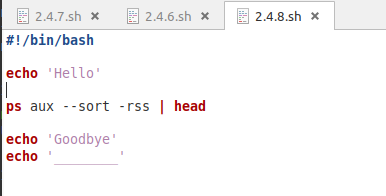 2.4.7.sh × 2.4.6.sh × 2.4.8.sh ×
#!/bin/bash
echo 'Hello'
ps aux --sort -rss | head
echo 'Goodbye'
echo '_________'